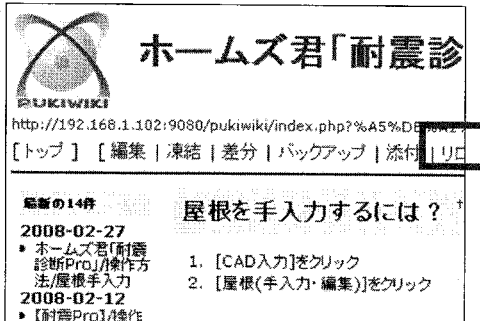 ホームズ君「耐震診
PUKIWIKI
http://192.168.1.102:9080/pukiwiki/index.php?%A5%DB%A1
[トップ] [編集 | 凍結 | 差分 | バックアップ | 添付 | リロ
最新の14件
2008-02-27
ホームズ君「耐震
診断Pro」/操作方
法/屋根手入力
2008-02-12
【耐震Pro】/操作
屋根を手入力するには? †
1. [CAD入力]をクリック
2. [屋根(手入力・編集)]をクリック